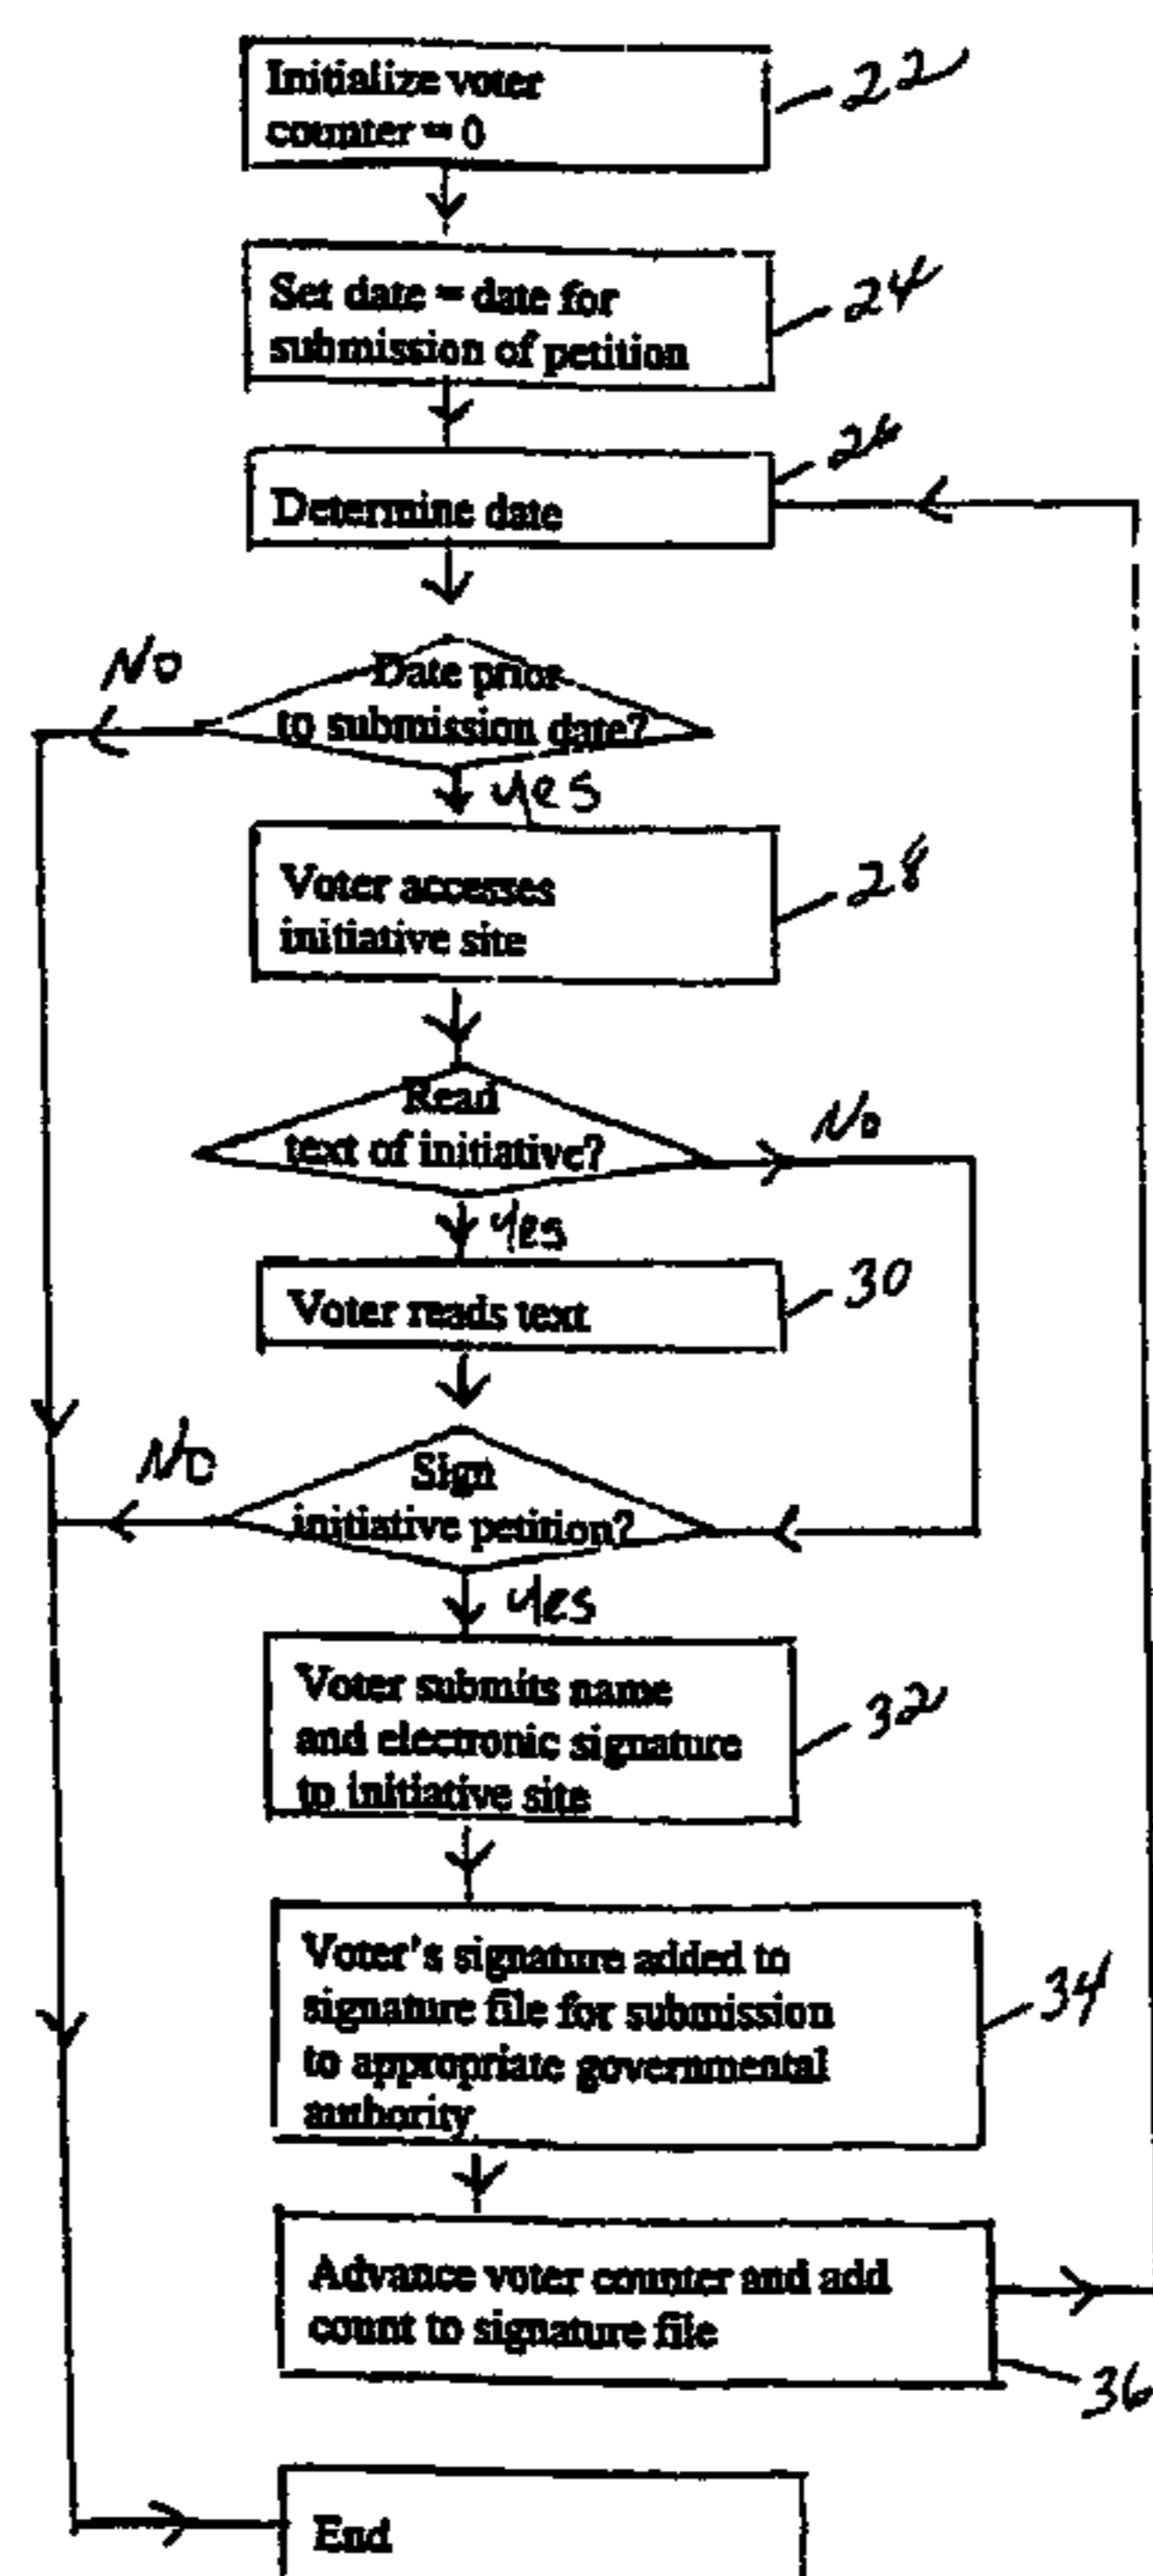 Initialize voter
counter = 0
22
Set date = date for
submission of petition
24
26
Determine date
No
Date prior
to submission date?
Yes
Voter accesses
initiative site
28
Read
text of initiative?
No
Yes
Voter reads text
30
No
Sign
initiative petition?
Yes
Voter submits name
and electronic signature
to initiative site
32
Voter's signature added to
signature file for submission
to appropriate governmental
authority
34
Advance voter counter and add
count to signature file
36
End